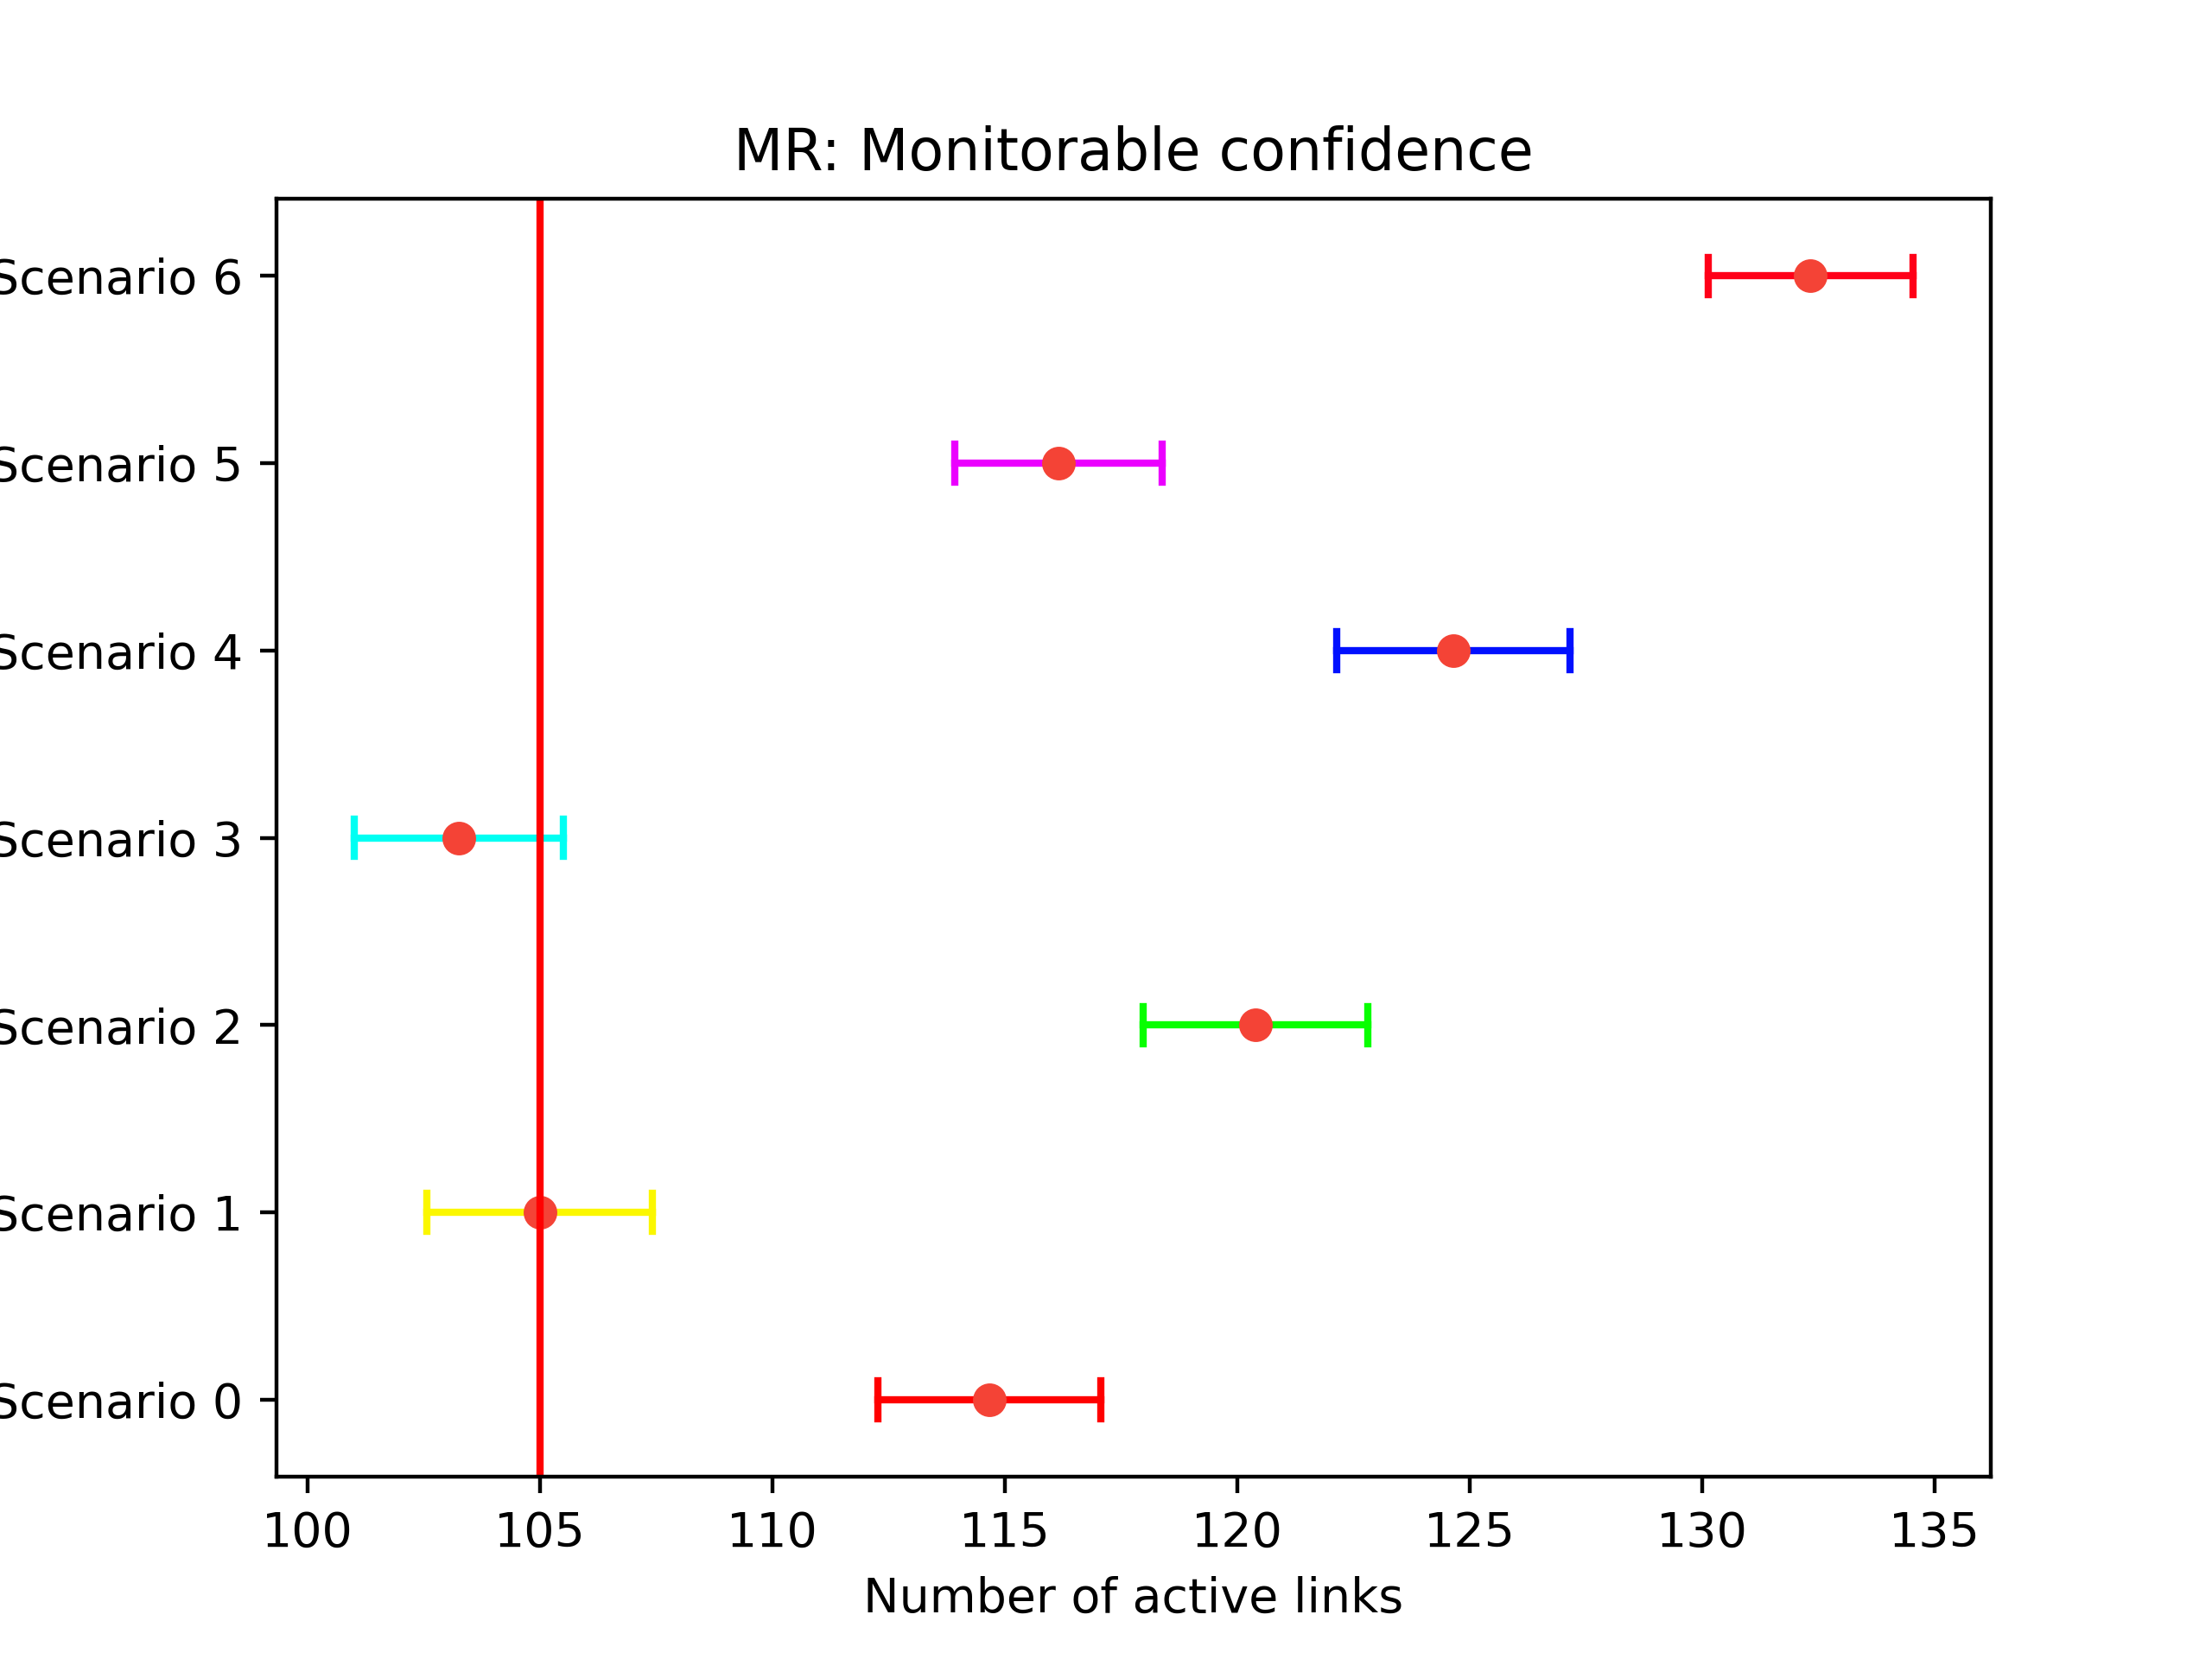 MR: Monitorable confidence
Scenario 6
Scenario 5
Scenario 4
Scenario 3
Scenario 2
Scenario 1
Scenario 0
100 105 110 115 120 125 130 135
Number of active links